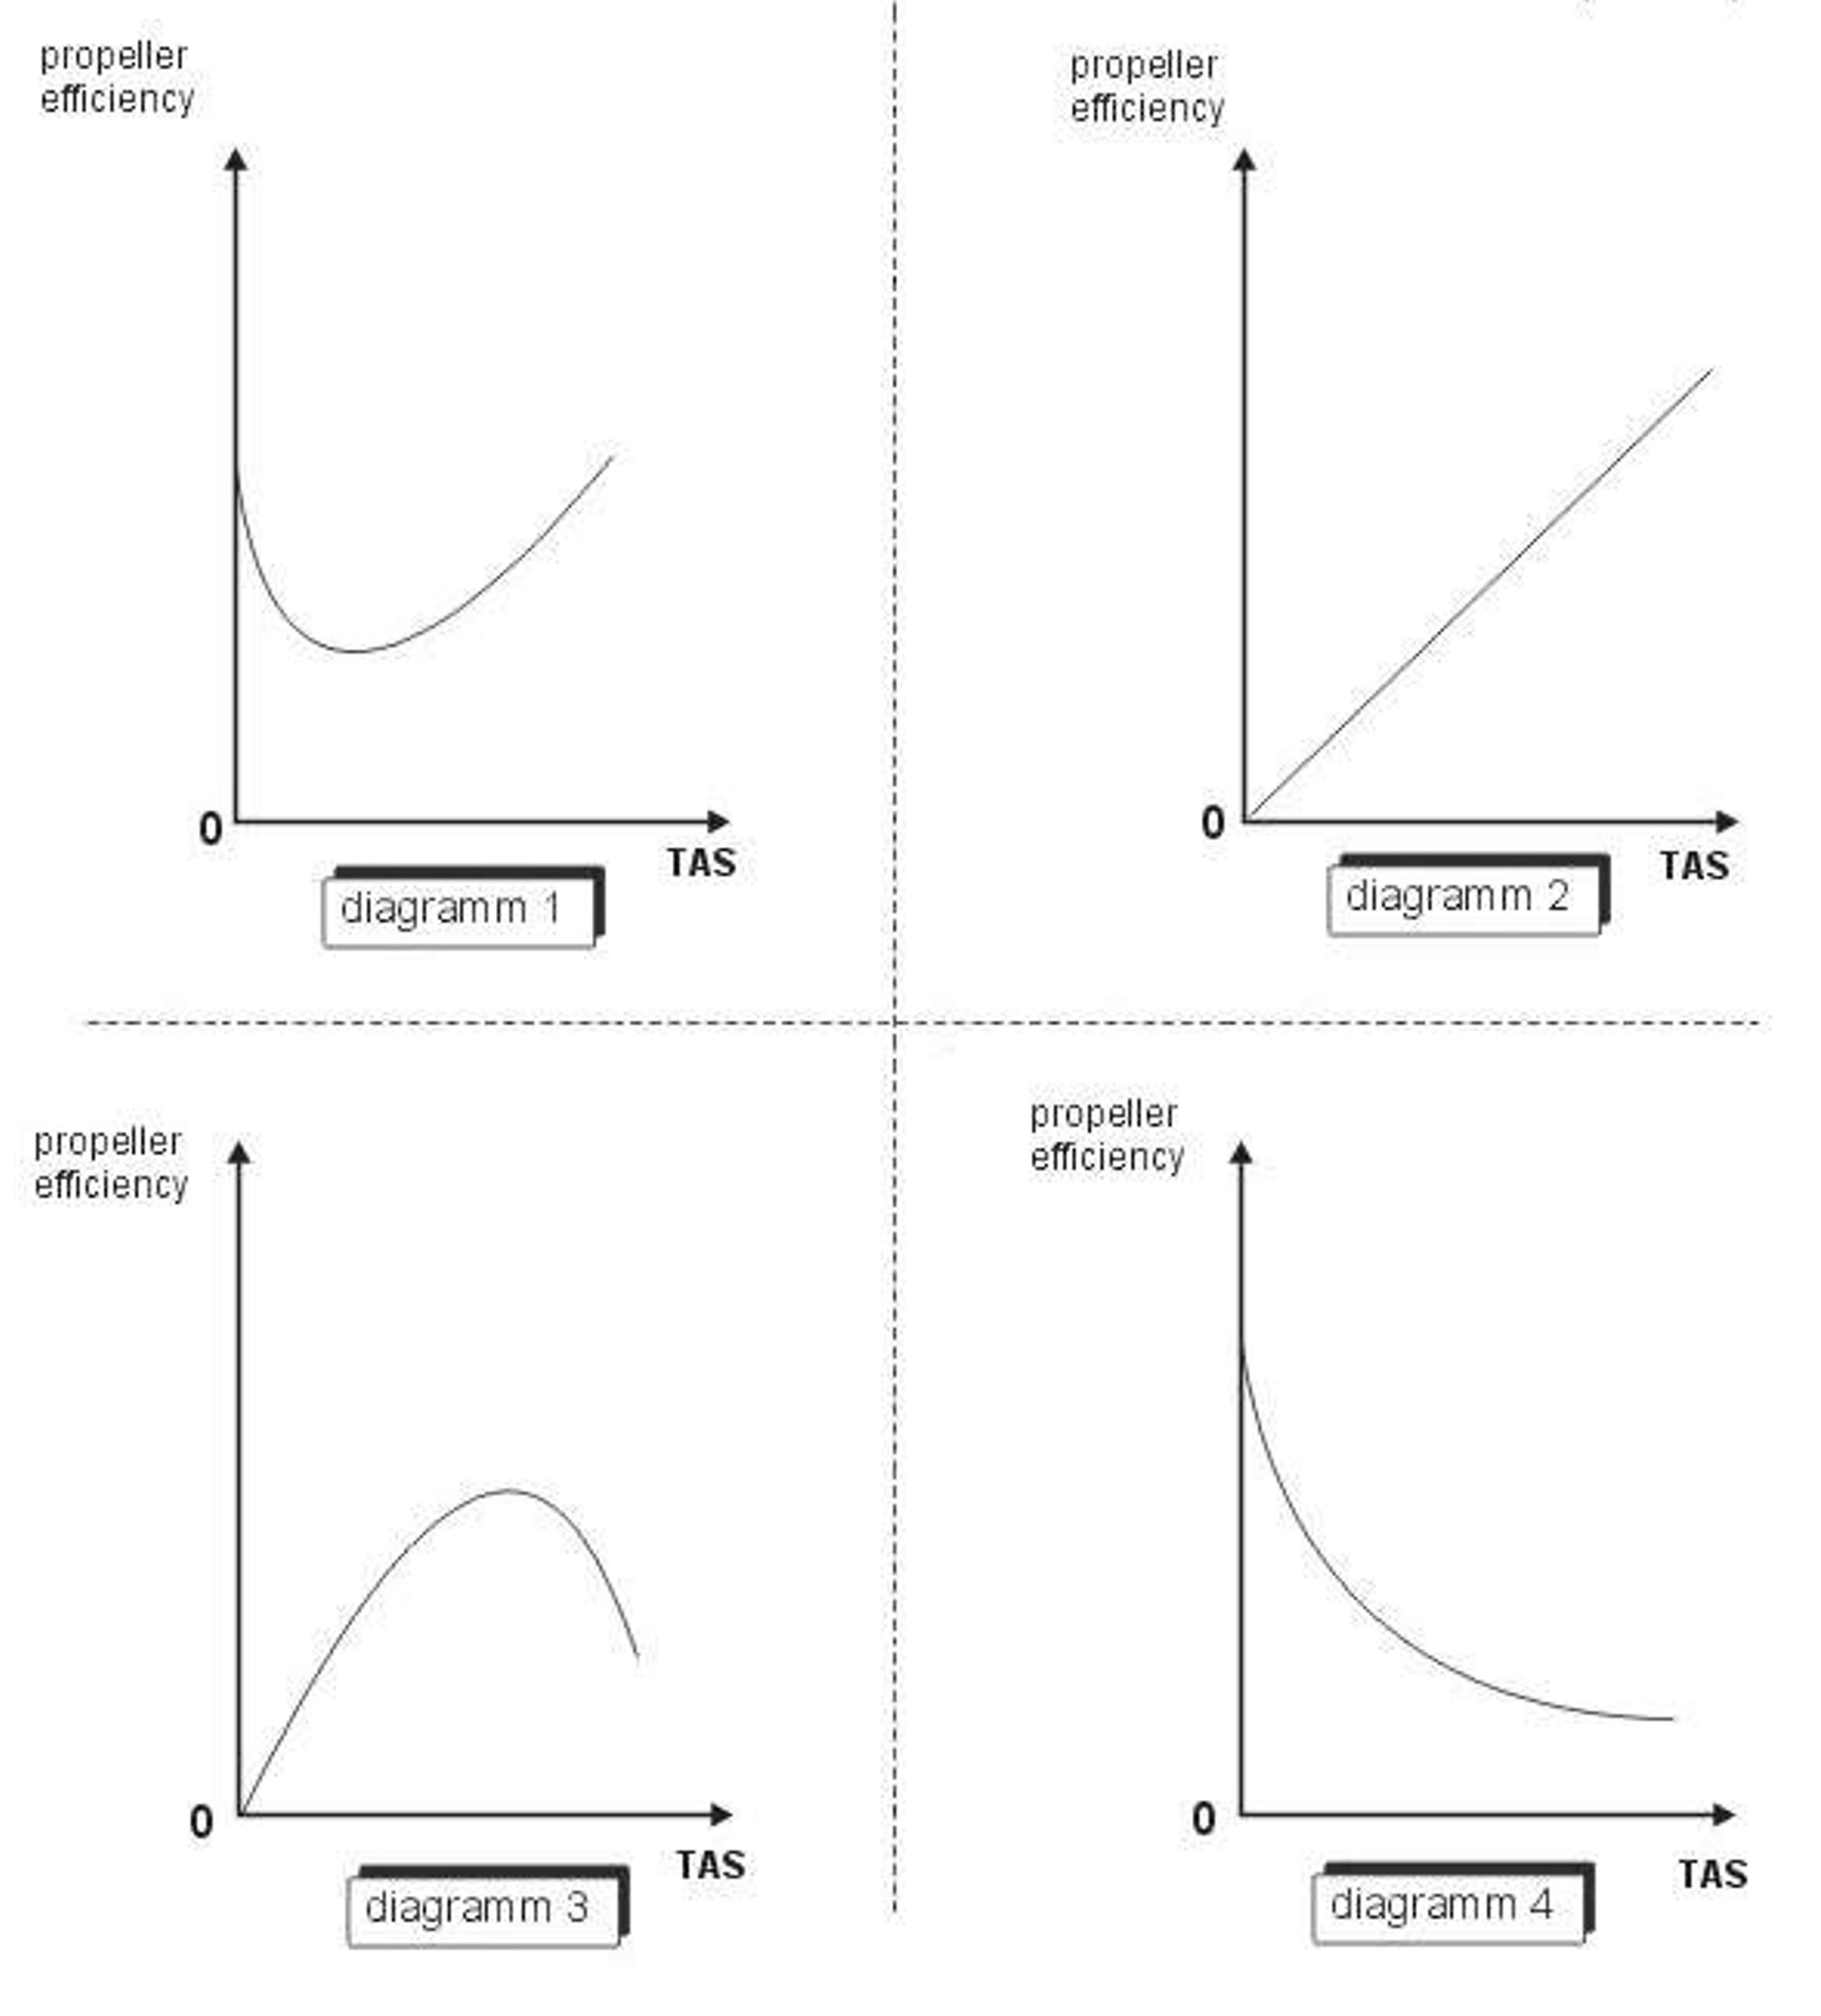 propeller
efficiency
0
TAS
diagramm 1
propeller
efficiency
0
TAS
diagramm 2
propeller
efficiency
0
TAS
diagramm 3
propeller
efficiency
0
TAS
diagramm 4